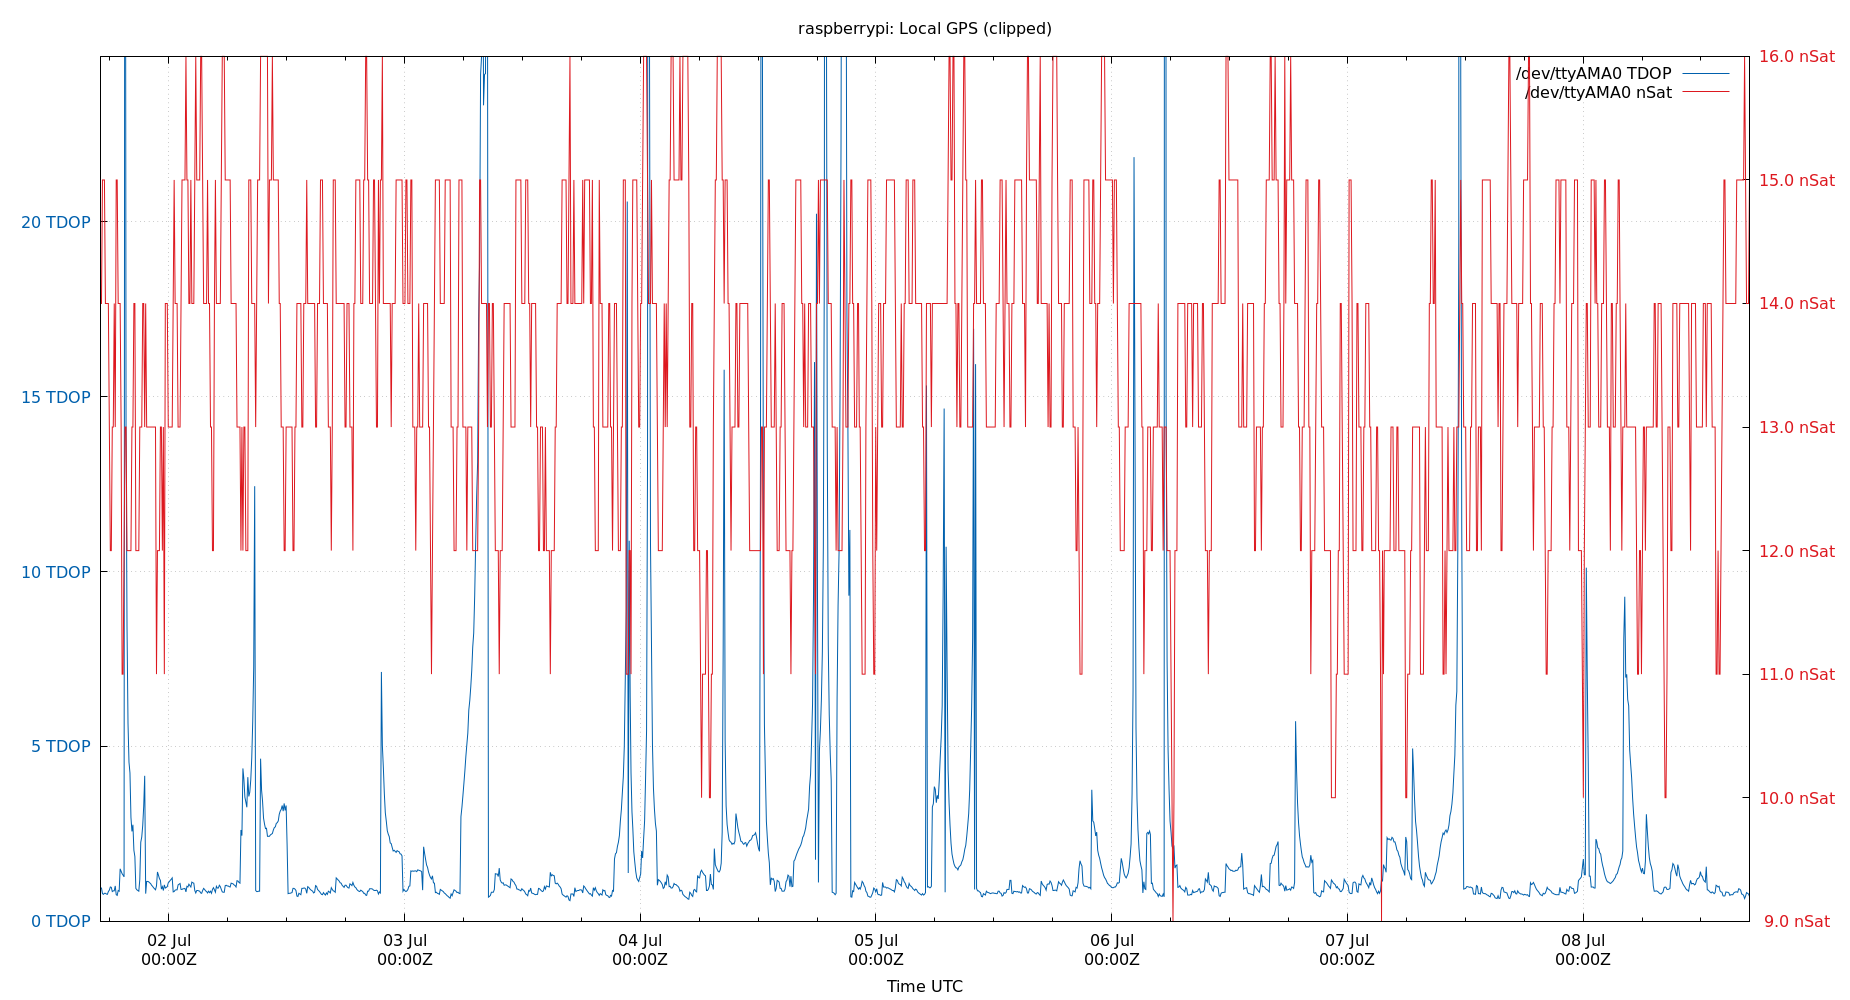 raspberrypi: Local GPS (clipped)
/dev/ttyAMA0 TDOP
/dev/ttyAMA0 nSat
20 TDOP
15 TDOP
10 TDOP
5 TDOP
0 TDOP
16.0 nSat
15.0 nSat
14.0 nSat
13.0 nSat
12.0 nSat
11.0 nSat
10.0 nSat
9.0 nSat
02 Jul
00:00Z
03 Jul
00:00Z
04 Jul
00:00Z
05 Jul
00:00Z
06 Jul
00:00Z
07 Jul
00:00Z
08 Jul
00:00Z
Time UTC